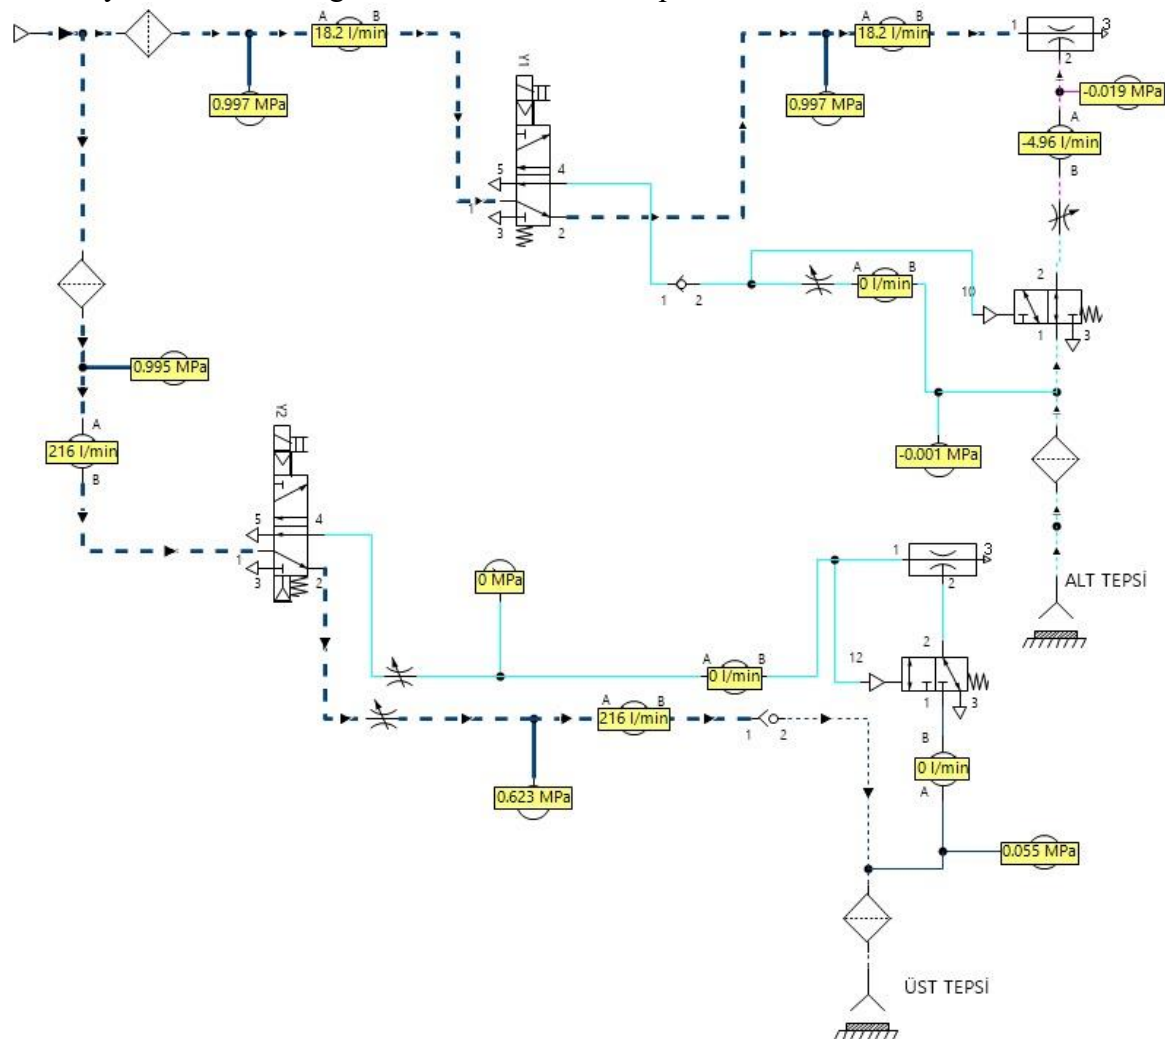 A B
18.2 l/min
0.997 MPa
Y1
5 4
1
3 2
A B
18.2 l/min
0.997 MPa
1 3
2
-0.019 MPa
A
-4.96 l/min
B
1 2
A B
0 l/min
10
2
1 3
-0.001 MPa
0.995 MPa
A
216 l/min
B
Y2
5 4
1
3 2
0 MPa
A B
0 l/min
1 3
2
ALT TEPSİ
12
2
1 3
A B
216 l/min
1 2
0.623 MPa
B
0 l/min
A
0.055 MPa
ÜST TEPSİ